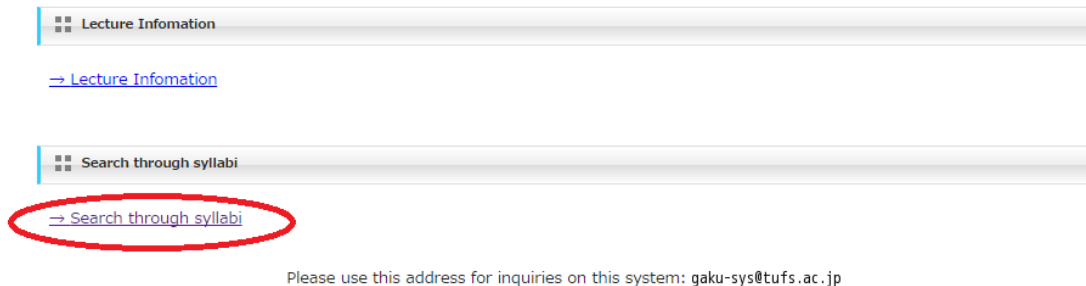 Lecture Infomation
→ Lecture Infomation
Search through syllabi
→ Search through syllabi
Please use this address for inquiries on this system: gaku-sys@tufs.ac.jp